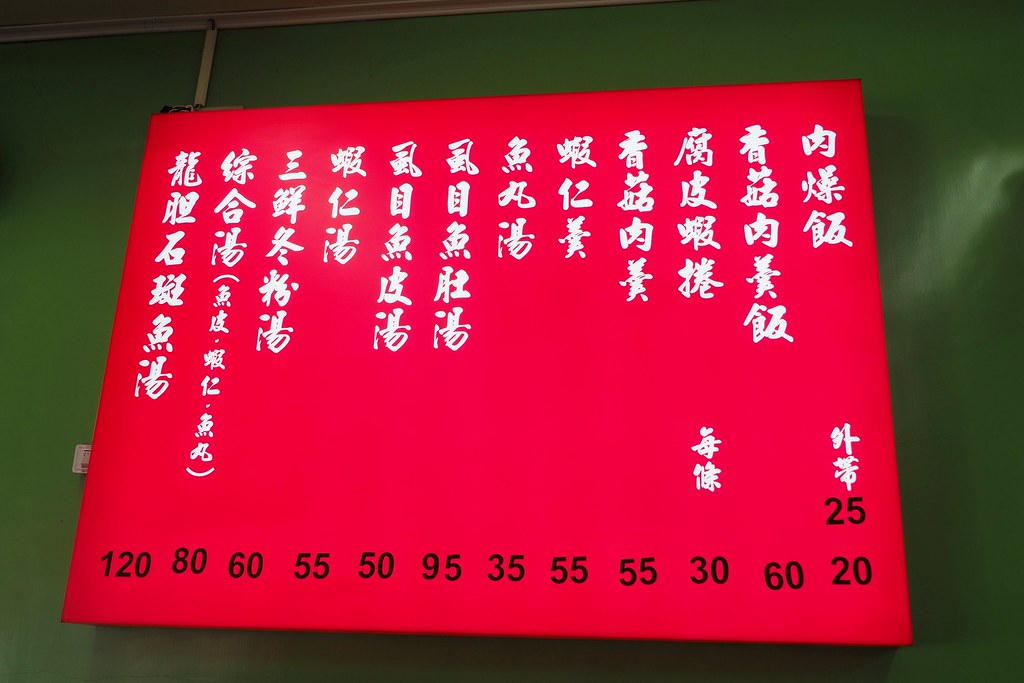 肉燥飯
外帶
25
20
香菇肉羹飯
60
腐皮蝦捲
每條
30
香菇肉羹
55
蝦仁羹
55
魚丸湯
35
虱目魚肚湯
95
虱目魚皮湯
50
蝦仁湯
55
三鮮冬粉湯
60
綜合湯(魚皮·蝦仁·魚丸)
80
龍胆石斑魚湯
120